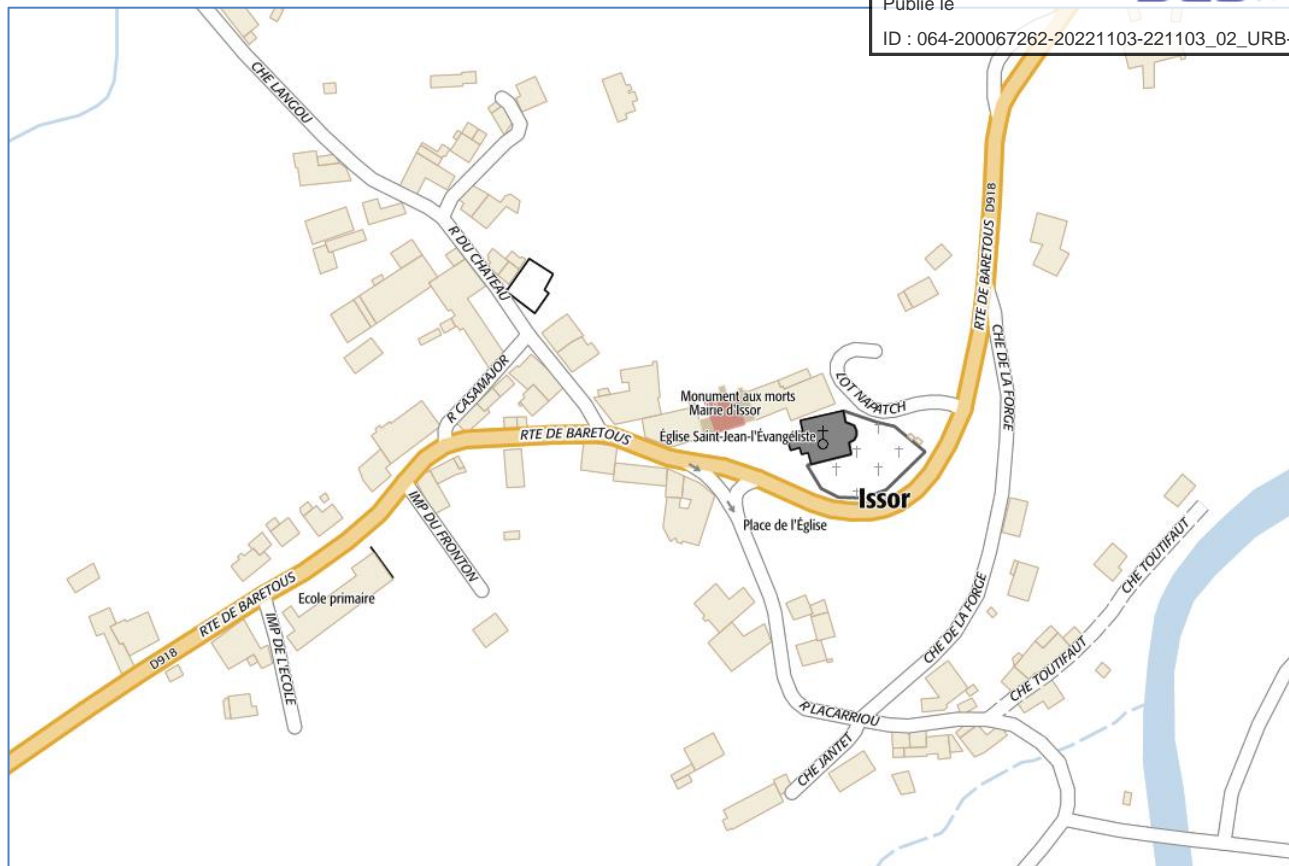 Publié le
ID : 064-200067262-20221103-221103_02_URB-
CHE LANGOU
R DU CHATEAU
R CASAMAJOR
RTE DE BARETOUS
D918
RTE DE BARETOUS
CHE DE LA FORGE
LOT NAPATCH
Monument aux morts
Mairie d'Issor
Église Saint-Jean-l'Évangéliste
Issor
Place de l'Église
IMP DU FRONTON
Ecole primaire
RTE DE BARETOUS
D918
IMP DE L'ECOLE
CHE DE LA FORGE
CHE TOUTIFAUT
CHE TOUTIFAUT
R LACARRIOU
CHE JANTET